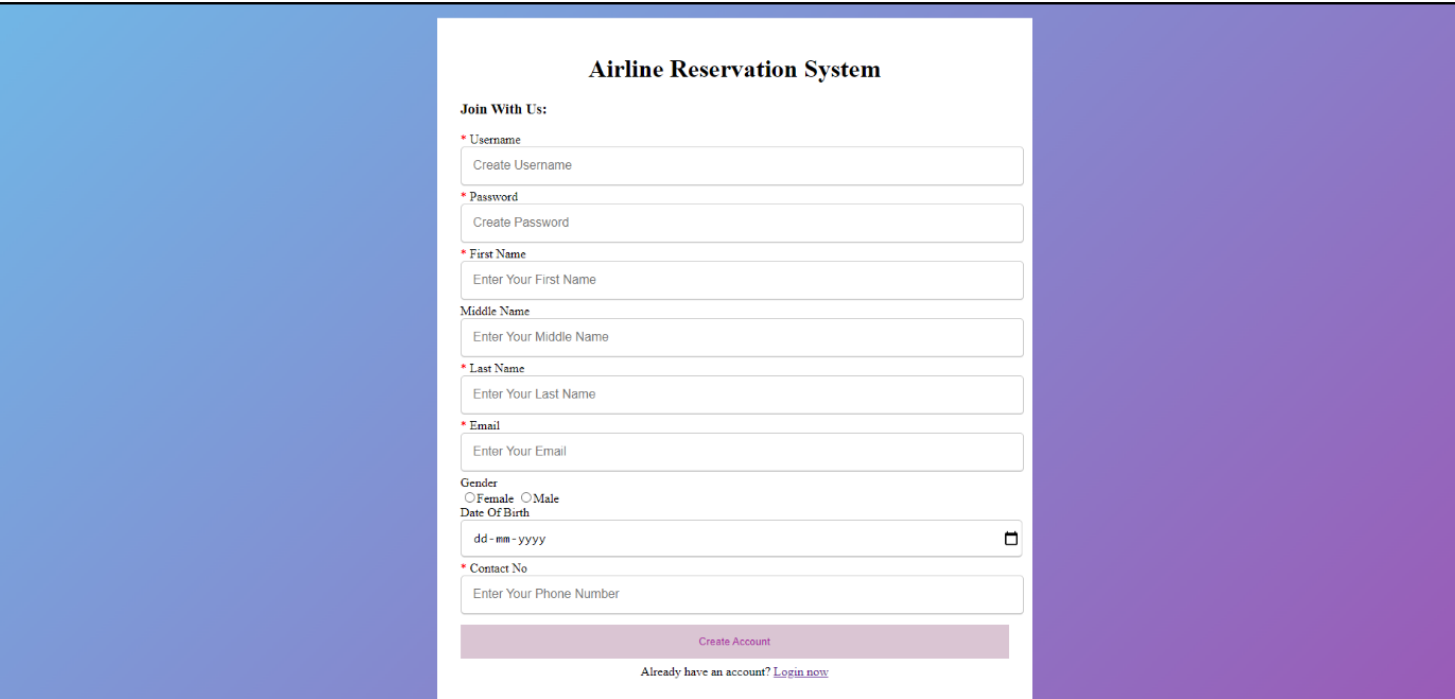 Airline Reservation System
Join With Us:
* Username
Create Username
* Password
Create Password
* First Name
Enter Your First Name
Middle Name
Enter Your Middle Name
* Last Name
Enter Your Last Name
* Email
Enter Your Email
Gender
Female Male
Date Of Birth
dd-mm-yyyy
* Contact No
Enter Your Phone Number
Create Account
Already have an account? Login now